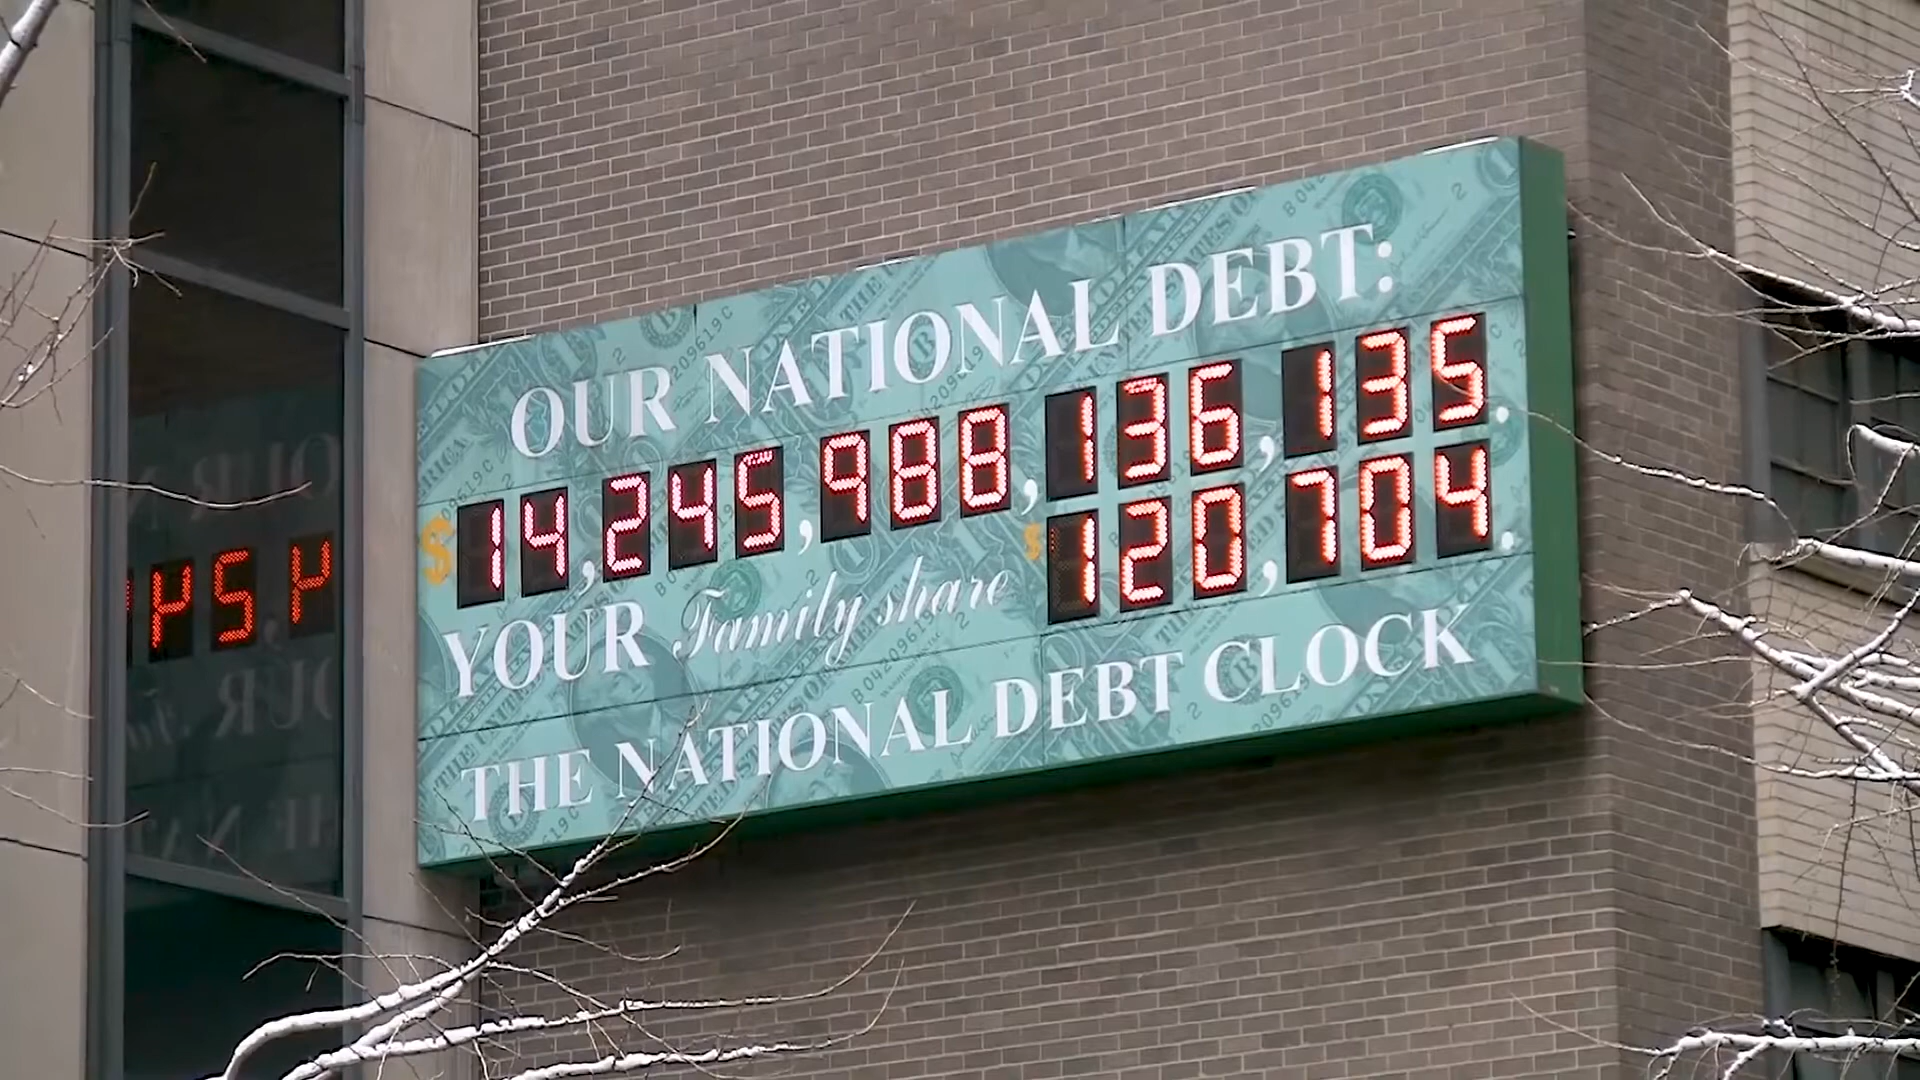 OUR NATIONAL DEBT:
$14,245,988,136,135.
YOUR Family share $120,704.
THE NATIONAL DEBT CLOCK